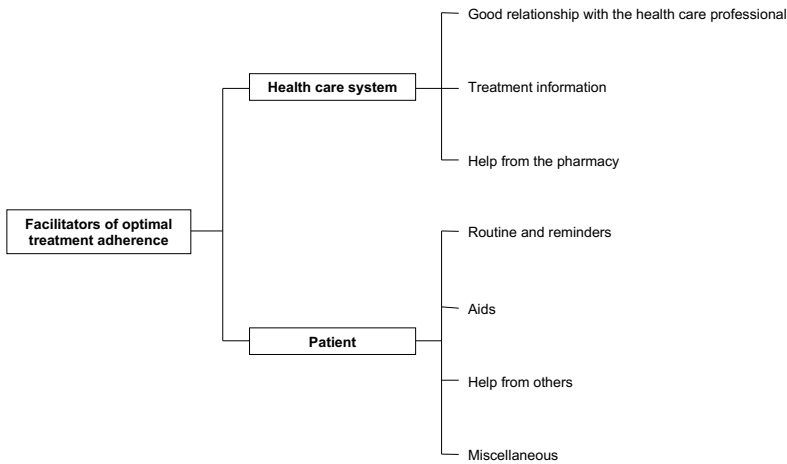 Good relationship with the health care professional
Health care system
Treatment information
Help from the pharmacy
Facilitators of optimal
treatment adherence
Routine and reminders
Aids
Patient
Help from others
Miscellaneous